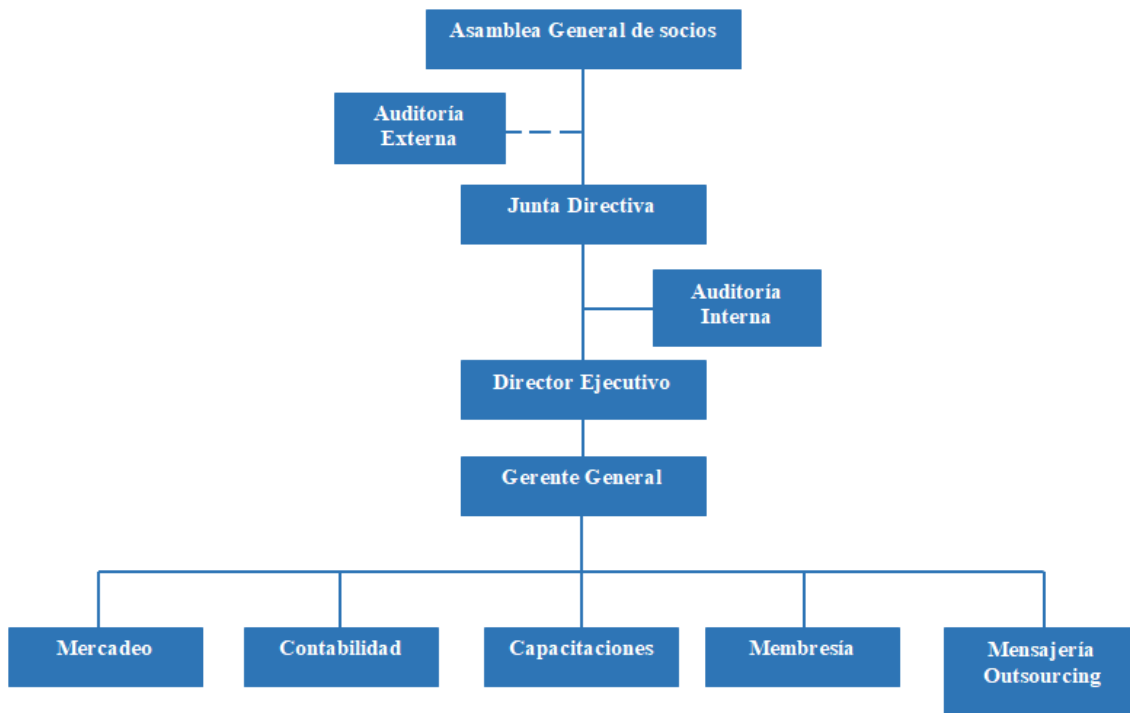 Asamblea General de socios
Auditoría
Externa
Junta Directiva
Auditoría
Interna
Director Ejecutivo
Gerente General
Mercadeo
Contabilidad
Capacitaciones
Membresía
Mensajería
Outsourcing